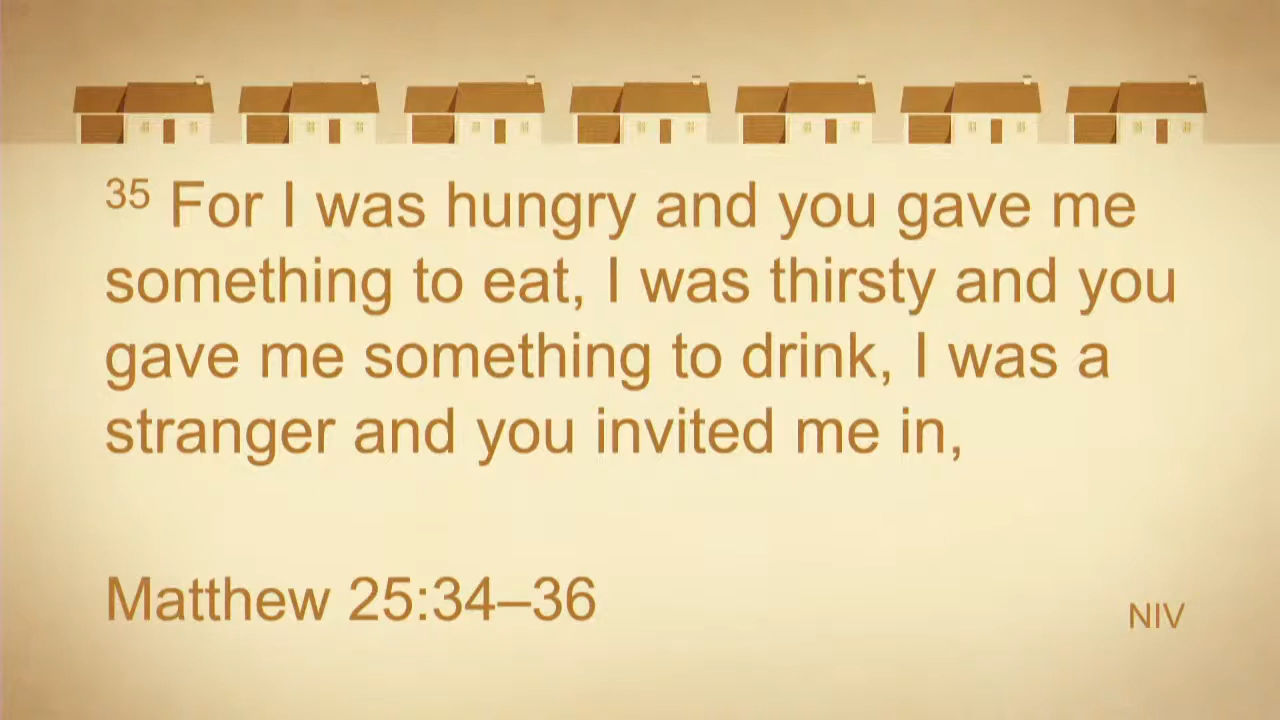 35 For I was hungry and you gave me
something to eat, I was thirsty and you
gave me something to drink, I was a
stranger and you invited me in,
Matthew 25:34–36
NIV